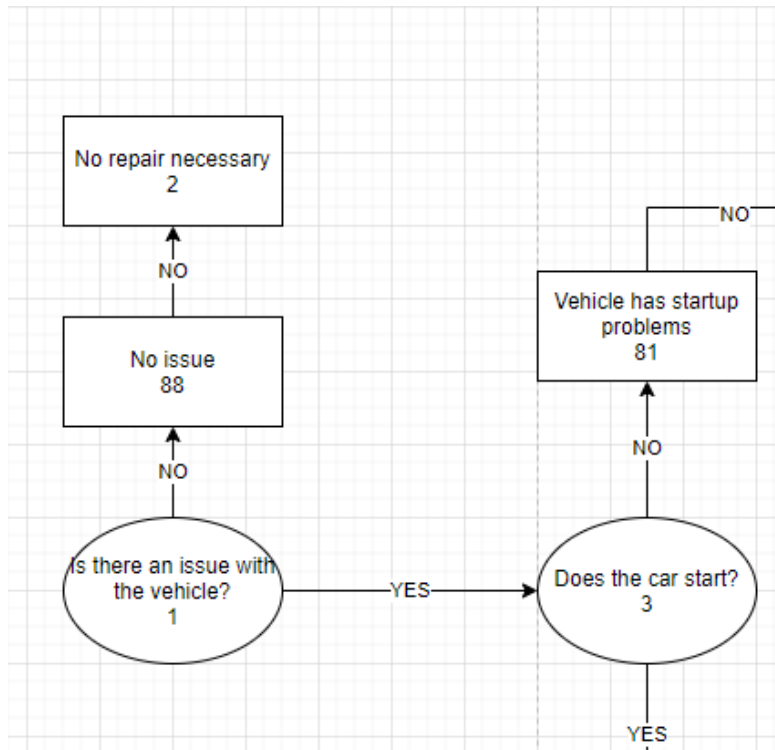 No repair necessary
2
NO
NO
Vehicle has startup
problems
81
No issue
88
NO
NO
Is there an issue with
the vehicle?
1
YES
Does the car start?
3
YES